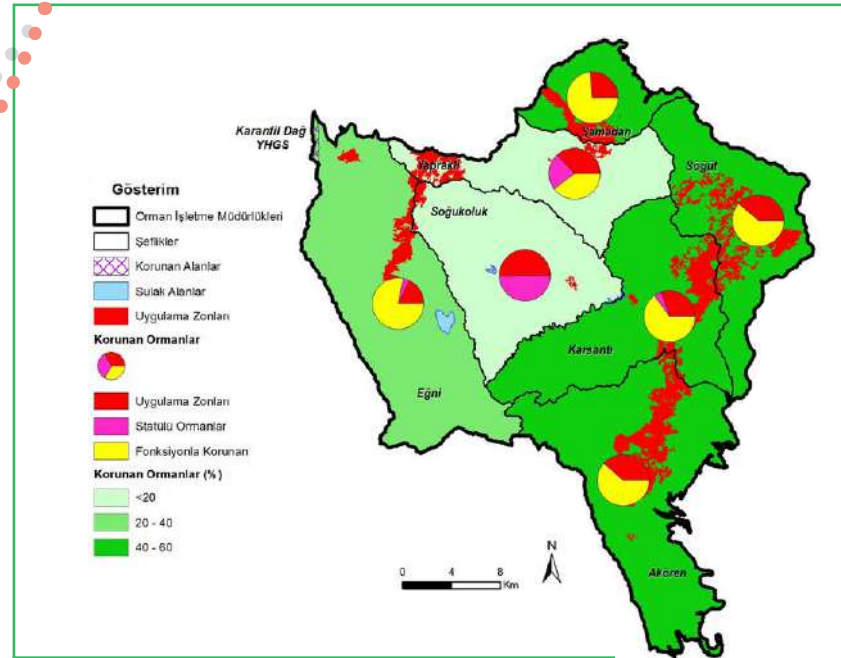 Karanfil Dağ
YHGS
Yapraklı
Samadan
Söğüt
Soğukoluk
Karsantı
Eğni
Akören
Gösterim
Orman İşletme Müdürlükleri
Şeflikler
Korunan Alanlar
Sulak Alanlar
Uygulama Zonları
Korunan Ormanlar
Uygulama Zonları
Statülü Ormanlar
Fonksiyonla Korunan
Korunan Ormanlar (%)
<20
20 - 40
40 - 60
0 4 8
Km
N